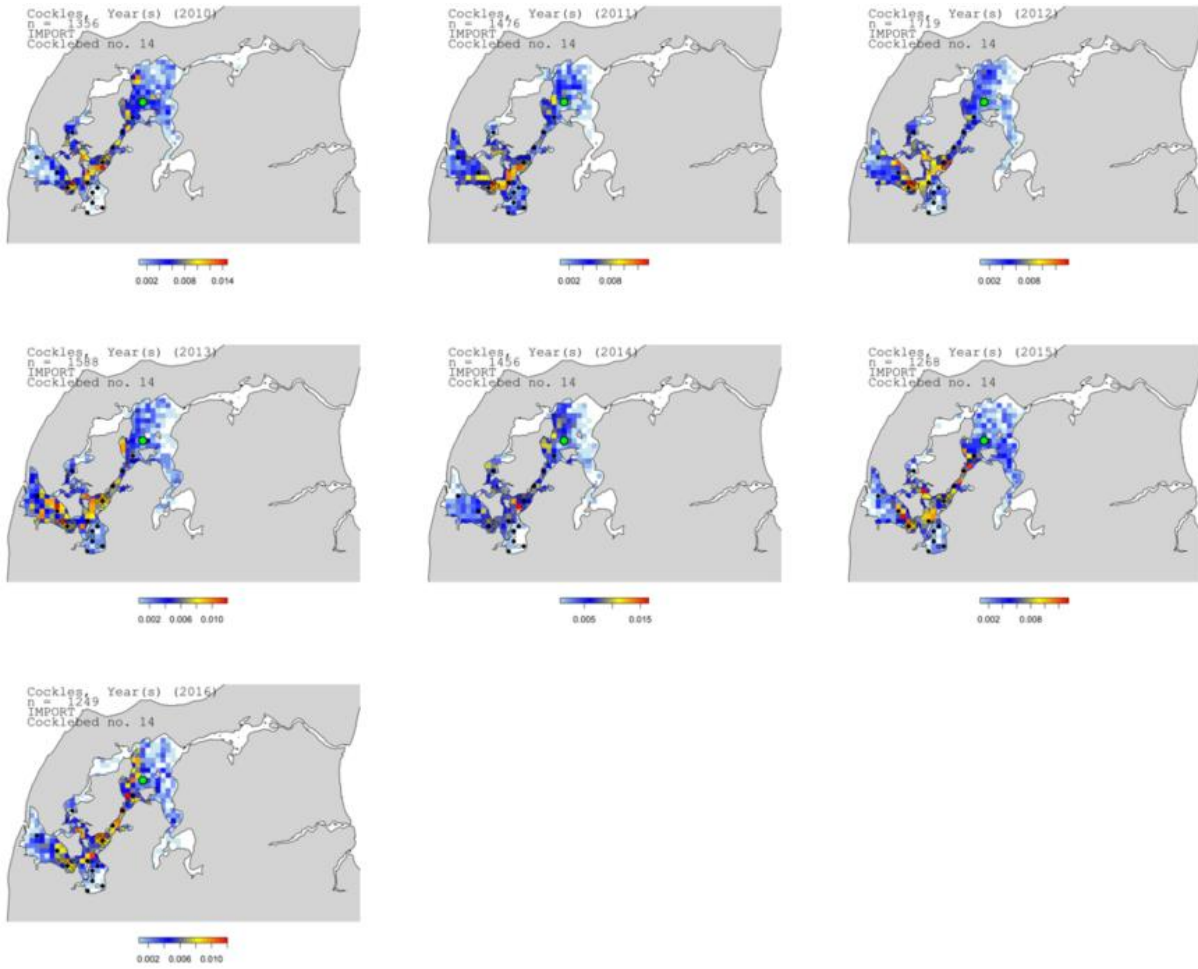 Cockles, Year(s) (2010)
n = 1356
IMPORT
Cocklebed no. 14
0.002 0.008 0.014
Cockles, Year(s) (2011)
n = 1476
IMPORT
Cocklebed no. 14
0.002 0.008
Cockles, Year(s) (2012)
n = 1719
IMPORT
Cocklebed no. 14
0.002 0.008
Cockles, Year(s) (2013)
n = 1588
IMPORT
Cocklebed no. 14
0.002 0.006 0.010
Cockles, Year(s) (2014)
n = 1456
IMPORT
Cocklebed no. 14
0.005 0.015
Cockles, Year(s) (2015)
n = 1268
IMPORT
Cocklebed no. 14
0.002 0.008
Cockles, Year(s) (2016)
n = 1249
IMPORT
Cocklebed no. 14
0.002 0.006 0.010